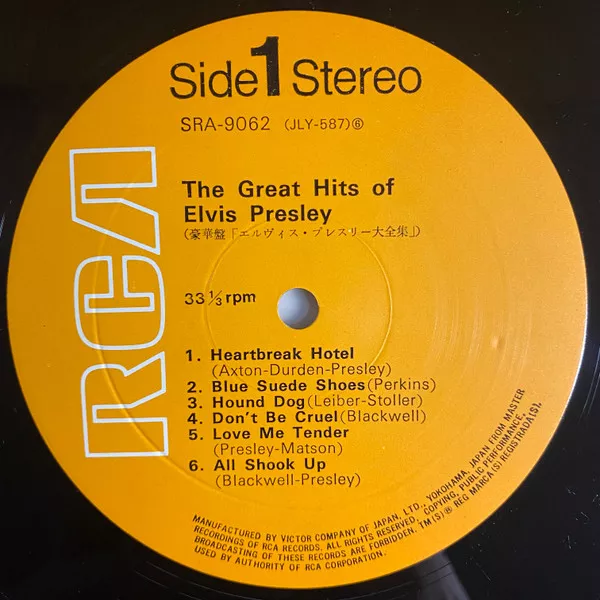 Side 1 Stereo
SRA-9062 (JLY-587)⑥
The Great Hits of
Elvis Presley
(豪華盤「エルヴィス・プレスリー大全集」)
RCA
33 1/3 rpm
1. Heartbreak Hotel
(Axton-Durden-Presley)
2. Blue Suede Shoes (Perkins)
3. Hound Dog (Leiber-Stoller)
4. Don't Be Cruel (Blackwell)
5. Love Me Tender
(Presley-Matson)
6. All Shook Up
(Blackwell-Presley)
MANUFACTURED BY VICTOR COMPANY OF JAPAN, LTD., YOKOHAMA, JAPAN FROM MASTER
RECORDINGS OF RCA RECORDS. ALL RIGHTS RESERVED, COPYING, PUBLIC PERFORMANCE,
BROADCASTING OF THESE RECORDS ARE FORBIDDEN. TM(S)® REG MARCA(S) REGISTRADA(S).
USED BY AUTHORITY OF RCA CORPORATION.